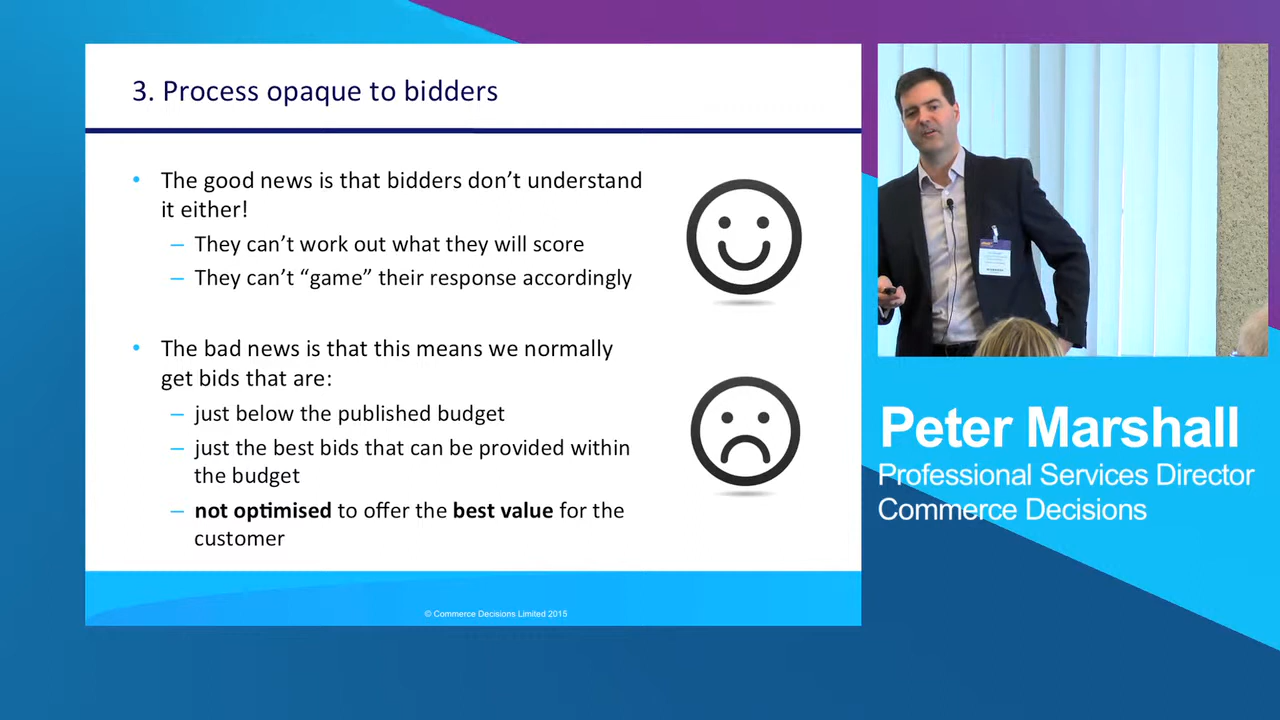 3. Process opaque to bidders
• The good news is that bidders don’t understand
it either!
– They can’t work out what they will score
– They can’t “game” their response accordingly
• The bad news is that this means we normally
get bids that are:
– just below the published budget
– just the best bids that can be provided within
the budget
– not optimised to offer the best value for the
customer
© Commerce Decisions Limited 2015
Peter Marshall
Professional Services Director
Commerce Decisions